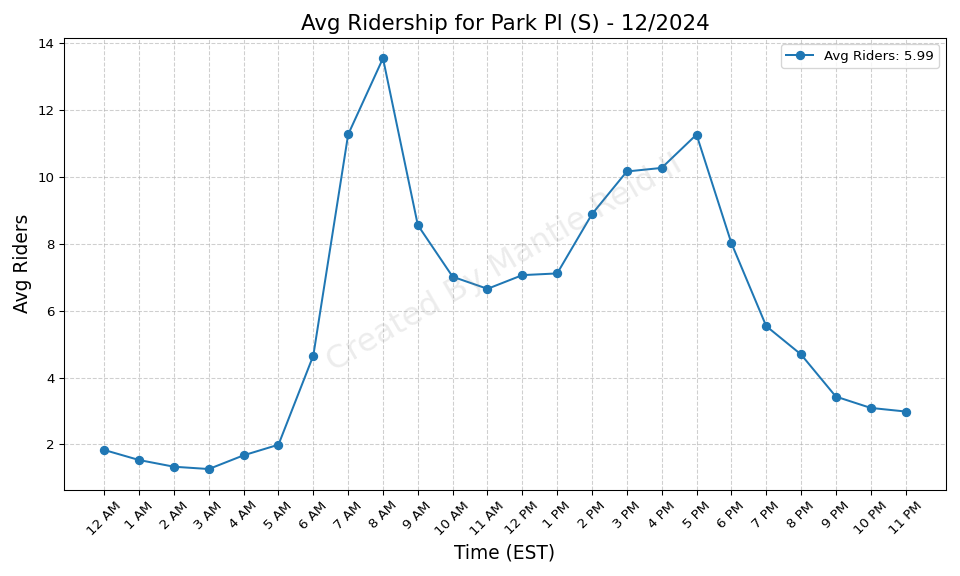 Avg Ridership for Park Pl (S) - 12/2024
Avg Riders: 5.99
Avg Riders
14
12
10
8
6
4
2
Created By Mantle Reid II
12 AM
1 AM
2 AM
3 AM
4 AM
5 AM
6 AM
7 AM
8 AM
9 AM
10 AM
11 AM
12 PM
1 PM
2 PM
3 PM
4 PM
5 PM
6 PM
7 PM
8 PM
9 PM
10 PM
11 PM
Time (EST)